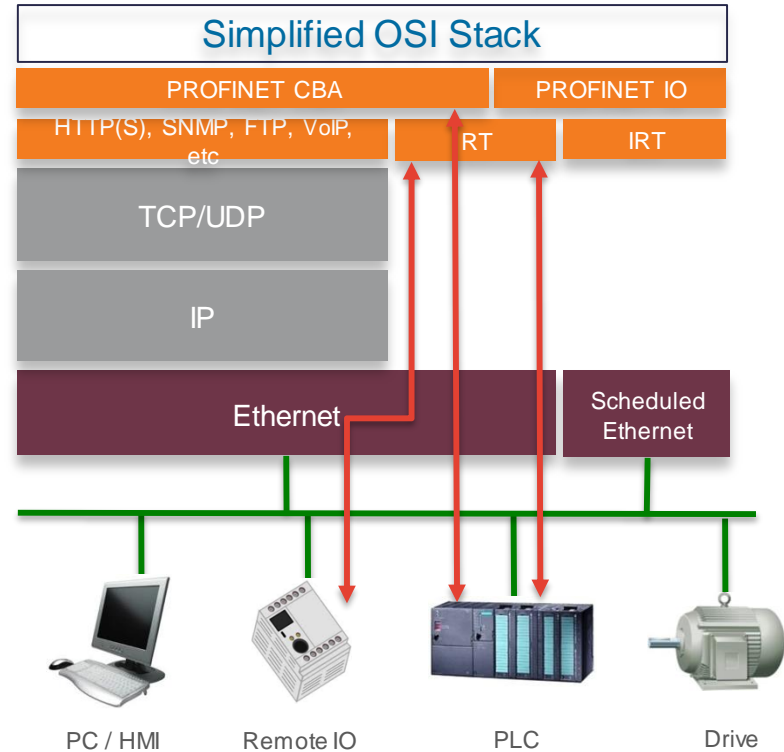 Simplified OSI Stack
PROFINET CBA
PROFINET IO
HTTP(S), SNMP, FTP, VoIP,
etc
RT
IRT
TCP/UDP
IP
Ethernet
Scheduled
Ethernet
PC / HMI
Remote IO
PLC
Drive